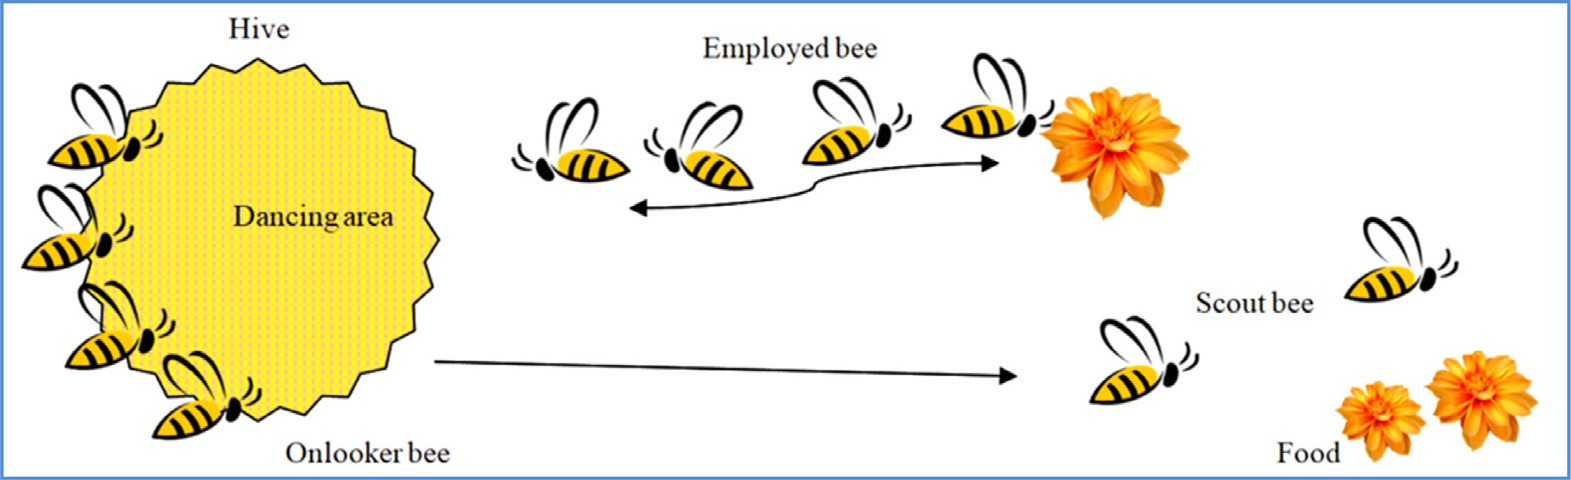 Hive
Employed bee
Dancing area
Scout bee
Onlooker bee
Food